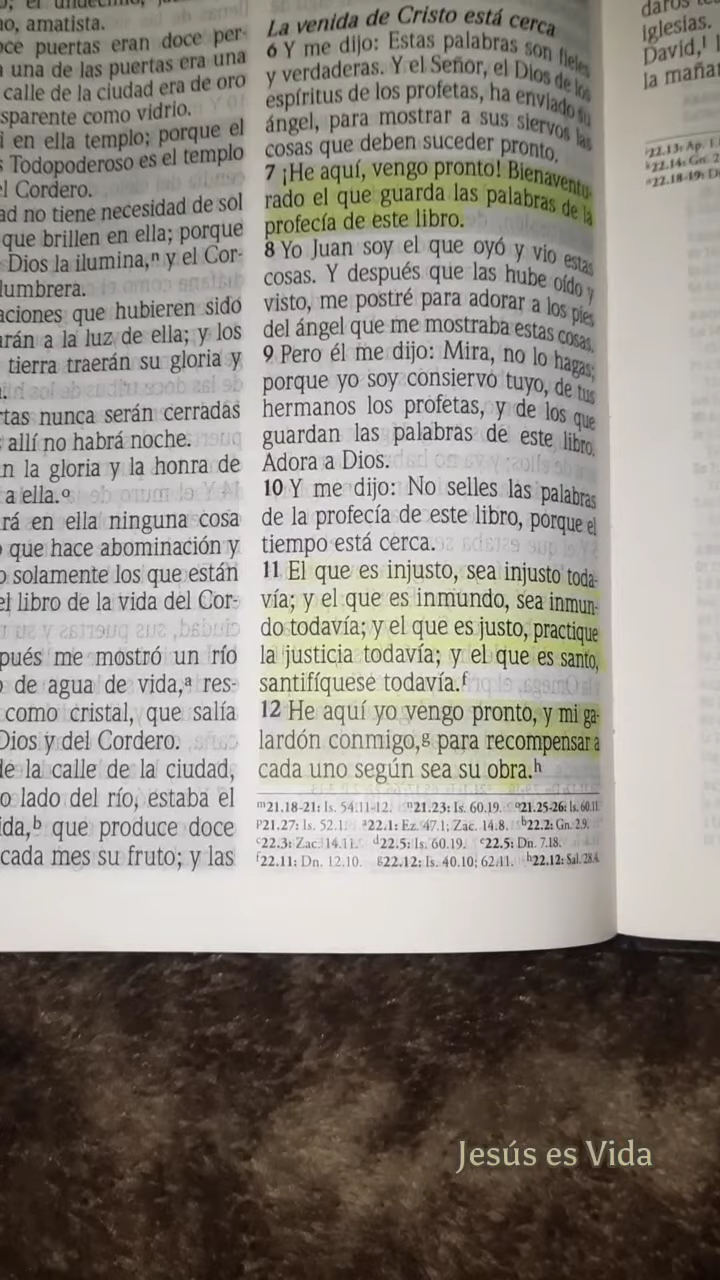 no, amatista.
oce puertas eran doce per-
a una de las puertas era una
calle de la ciudad era de oro
sparente como vidrio.
i en ella templo; porque el
s Todopoderoso es el templo
el Cordero.
ad no tiene necesidad de sol
que brillen en ella; porque
Dios la ilumina,ⁿ y el Cor-
lumbrera.
aciones que hubieren sido
arán a la luz de ella; y los
tierra traerán su gloria y
rtas nunca serán cerradas
allí no habrá noche.
n la gloria y la honra de
a ella.º
rá en ella ninguna cosa
o que hace abominación y
o solamente los que están
el libro de la vida del Cor-
pués me mostró un río
o de agua de vida,ª res-
como cristal, que salía
Dios y del Cordero.
de la calle de la ciudad,
o lado del río, estaba el
ida,ᵇ que produce doce
cada mes su fruto; y las
La venida de Cristo está cerca
6 Y me dijo: Estas palabras son fieles
y verdaderas. Y el Señor, el Dios de los
espíritus de los profetas, ha enviado su
ángel, para mostrar a sus siervos las
cosas que deben suceder pronto.
7 ¡He aquí, vengo pronto! Bienaventu-
rado el que guarda las palabras de la
profecía de este libro.
8 Yo Juan soy el que oyó y vio estas
cosas. Y después que las hube oído y
visto, me postré para adorar a los pies
del ángel que me mostraba estas cosas.
9 Pero él me dijo: Mira, no lo hagas;
porque yo soy consiervo tuyo, de tus
hermanos los profetas, y de los que
guardan las palabras de este libro.
Adora a Dios.
10 Y me dijo: No selles las palabras
de la profecía de este libro, porque el
tiempo está cerca.
11 El que es injusto, sea injusto toda-
vía; y el que es inmundo, sea inmun-
do todavía; y el que es justo, practique
la justicia todavía; y el que es santo,
santifíquese todavía.ᶠ
12 He aquí yo vengo pronto, y mi ga-
lardón conmigo,ᵍ para recompensar a
cada uno según sea su obra.ʰ
ᵐ21.18-21: Is. 54.11-12. ⁿ21.23: Is. 60.19. º21.25-26: Is. 60.11.
ᵖ21.27: Is. 52.1. ª22.1: Ez. 47.1; Zac. 14.8. ᵇ22.2: Gn. 2.9.
ᶜ22.3: Zac. 14.11. ᵈ22.5: Is. 60.19. ᵉ22.5: Dn. 7.18.
ᶠ22.11: Dn. 12.10. ᵍ22.12: Is. 40.10; 62.11. ʰ22.12: Sal. 28.4.
iglesias.
David,ˡ
la maña
22.13: Ap.
22.14: Gn.
22.18-19:
Jesús es Vida